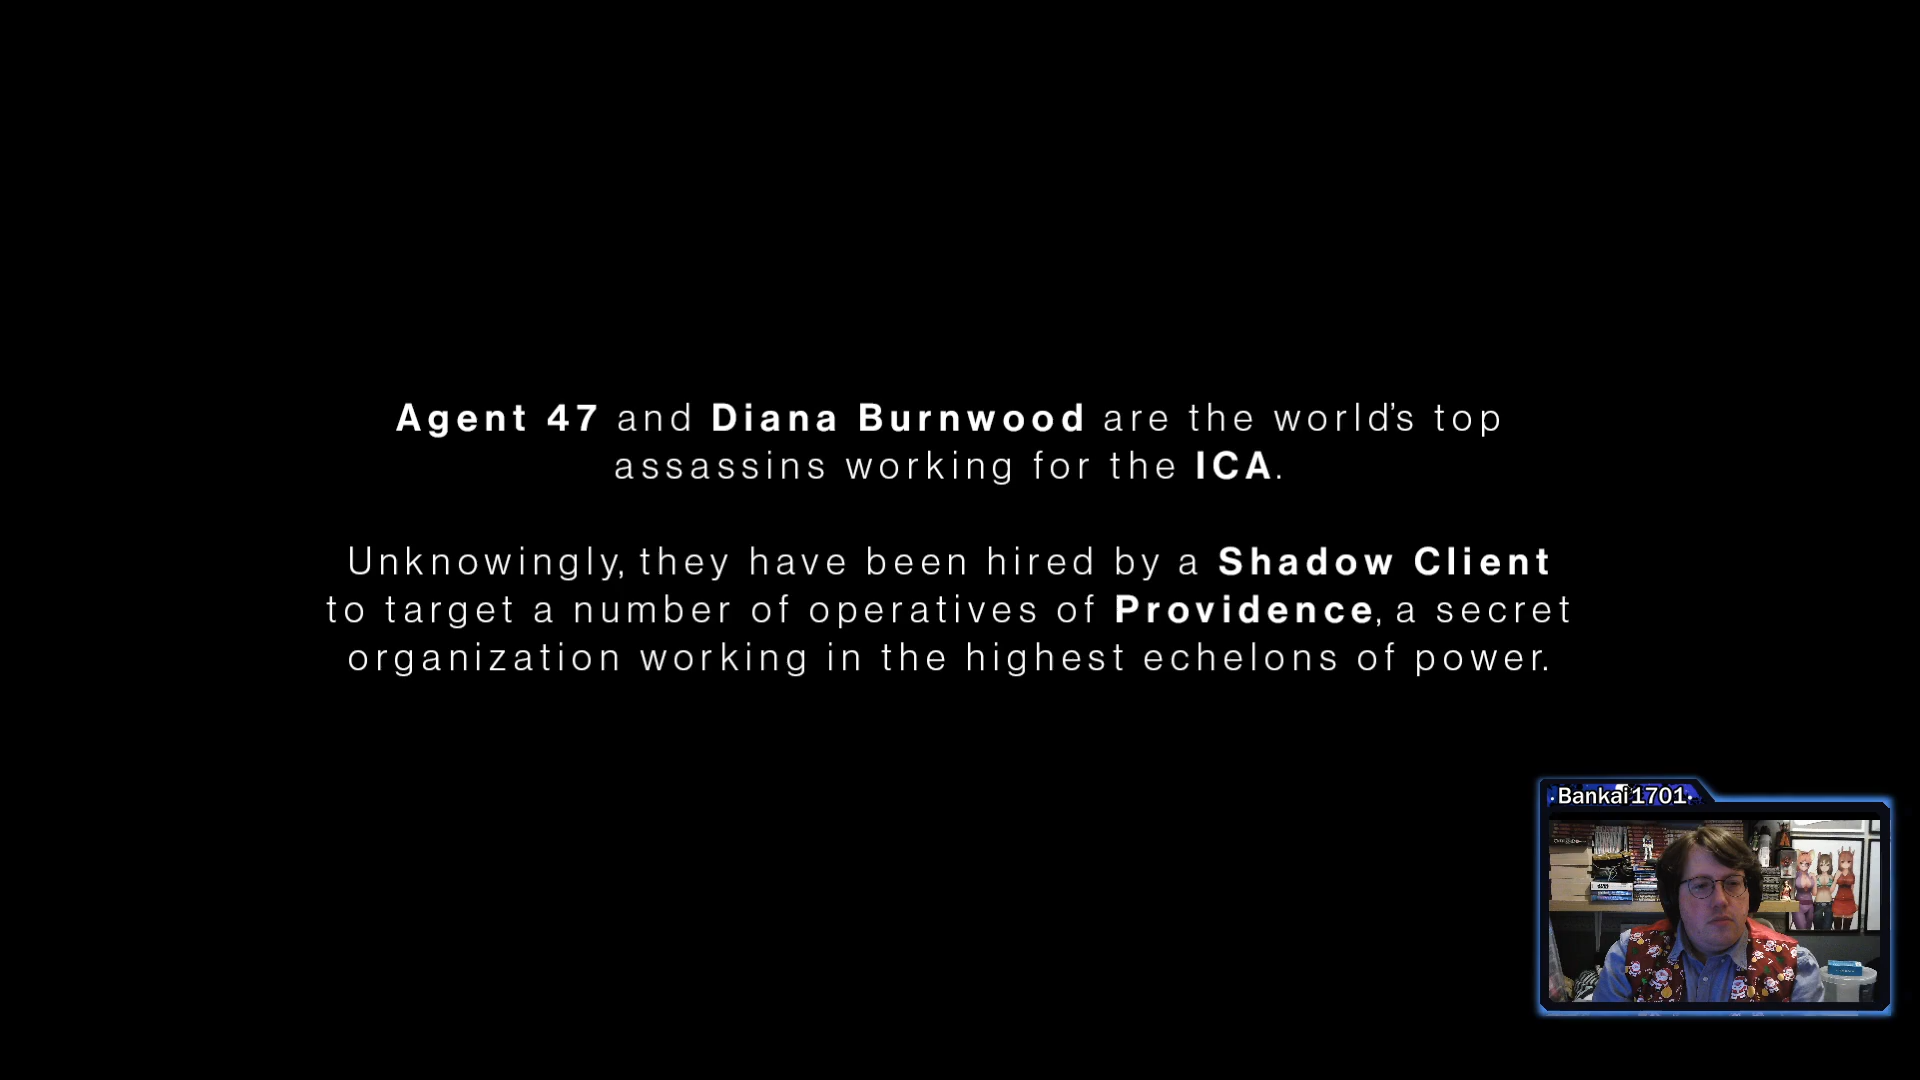 Agent 47 and Diana Burnwood are the world's top
assassins working for the ICA.
Unknowingly, they have been hired by a Shadow Client
to target a number of operatives of Providence, a secret
organization working in the highest echelons of power.
Bankai1701